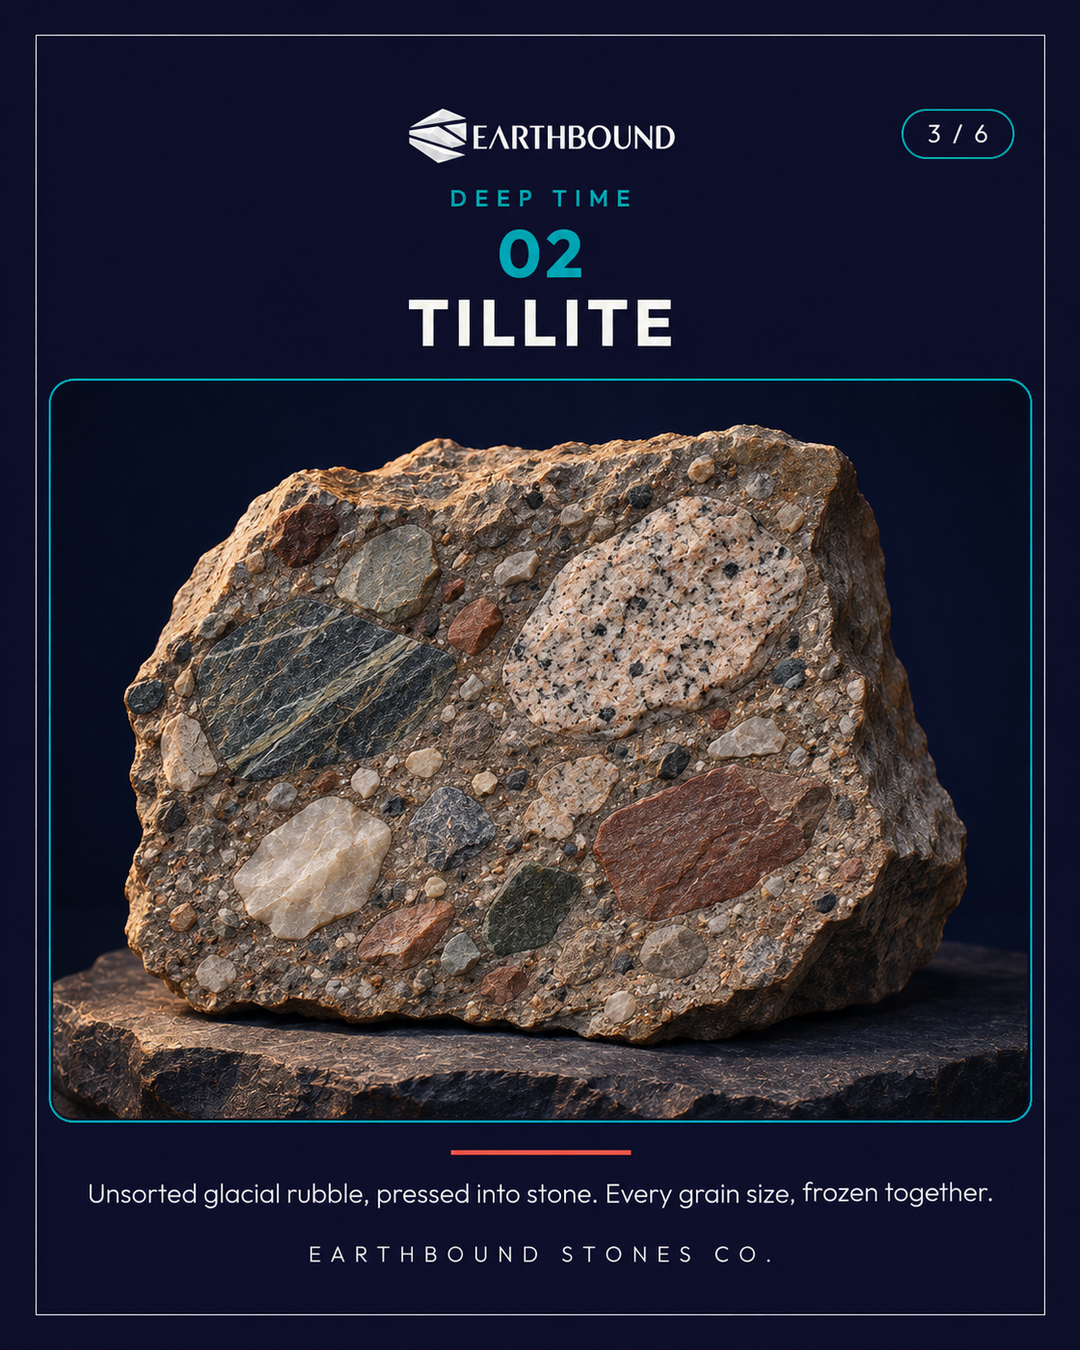 EARTHBOUND
3 / 6
DEEP TIME
02
TILLITE
Unsorted glacial rubble, pressed into stone. Every grain size, frozen together.
EARTHBOUND STONES CO.